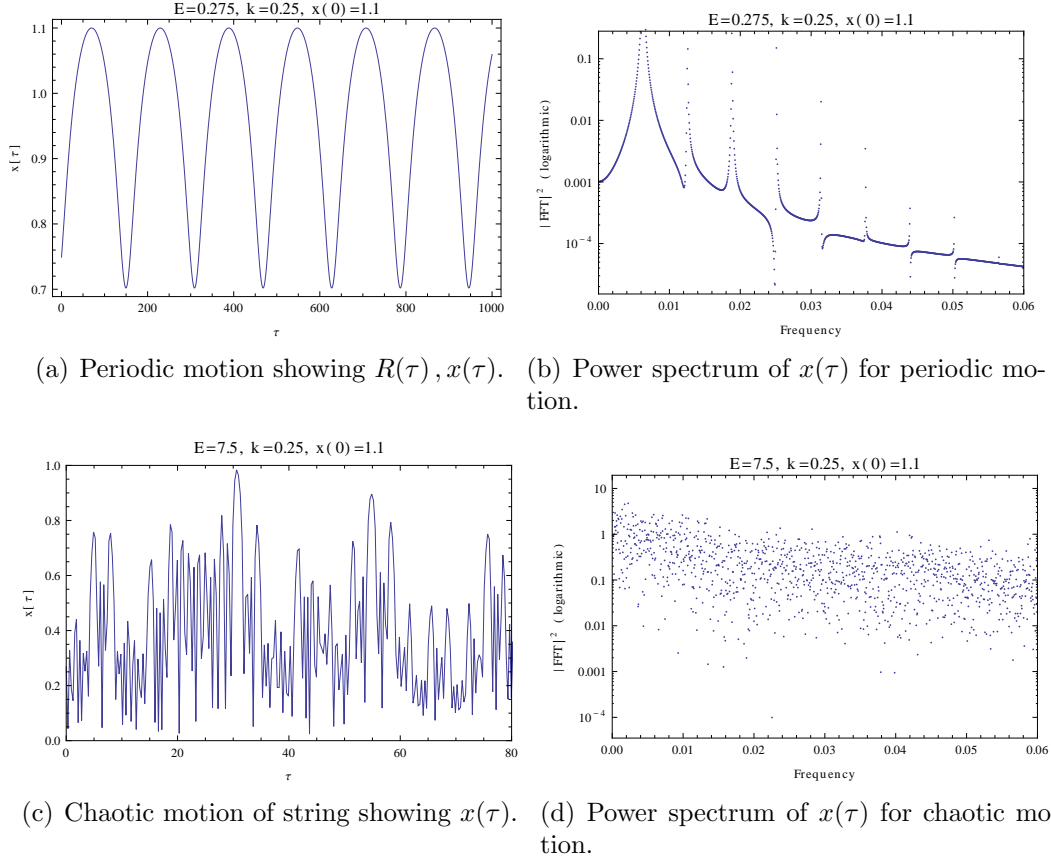 E=0.275, k=0.25, x(0)=1.1
1.1
1.0
0.9
0.8
0.7
x[τ]
0 200 400 600 800 1000
τ
(a) Periodic motion showing R(τ), x(τ).
E=0.275, k=0.25, x(0)=1.1
0.1
0.01
0.001
10⁻⁴
|FFT|² (logarithmic)
0.00 0.01 0.02 0.03 0.04 0.05 0.06
Frequency
(b) Power spectrum of x(τ) for periodic mo-
tion.
E=7.5, k=0.25, x(0)=1.1
1.0
0.8
0.6
0.4
0.2
0.0
x[τ]
0 20 40 60 80
τ
(c) Chaotic motion of string showing x(τ).
E=7.5, k=0.25, x(0)=1.1
10
1
0.1
0.01
0.001
10⁻⁴
|FFT|² (logarithmic)
0.00 0.01 0.02 0.03 0.04 0.05 0.06
Frequency
(d) Power spectrum of x(τ) for chaotic mo
tion.